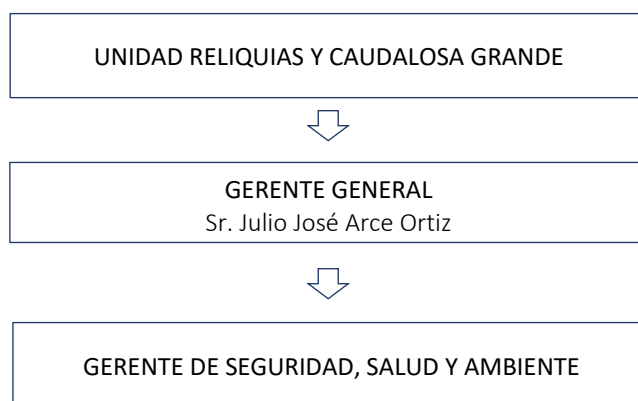 UNIDAD RELIQUIAS Y CAUDALOSA GRANDE
GERENTE GENERAL
Sr. Julio José Arce Ortiz
GERENTE DE SEGURIDAD, SALUD Y AMBIENTE